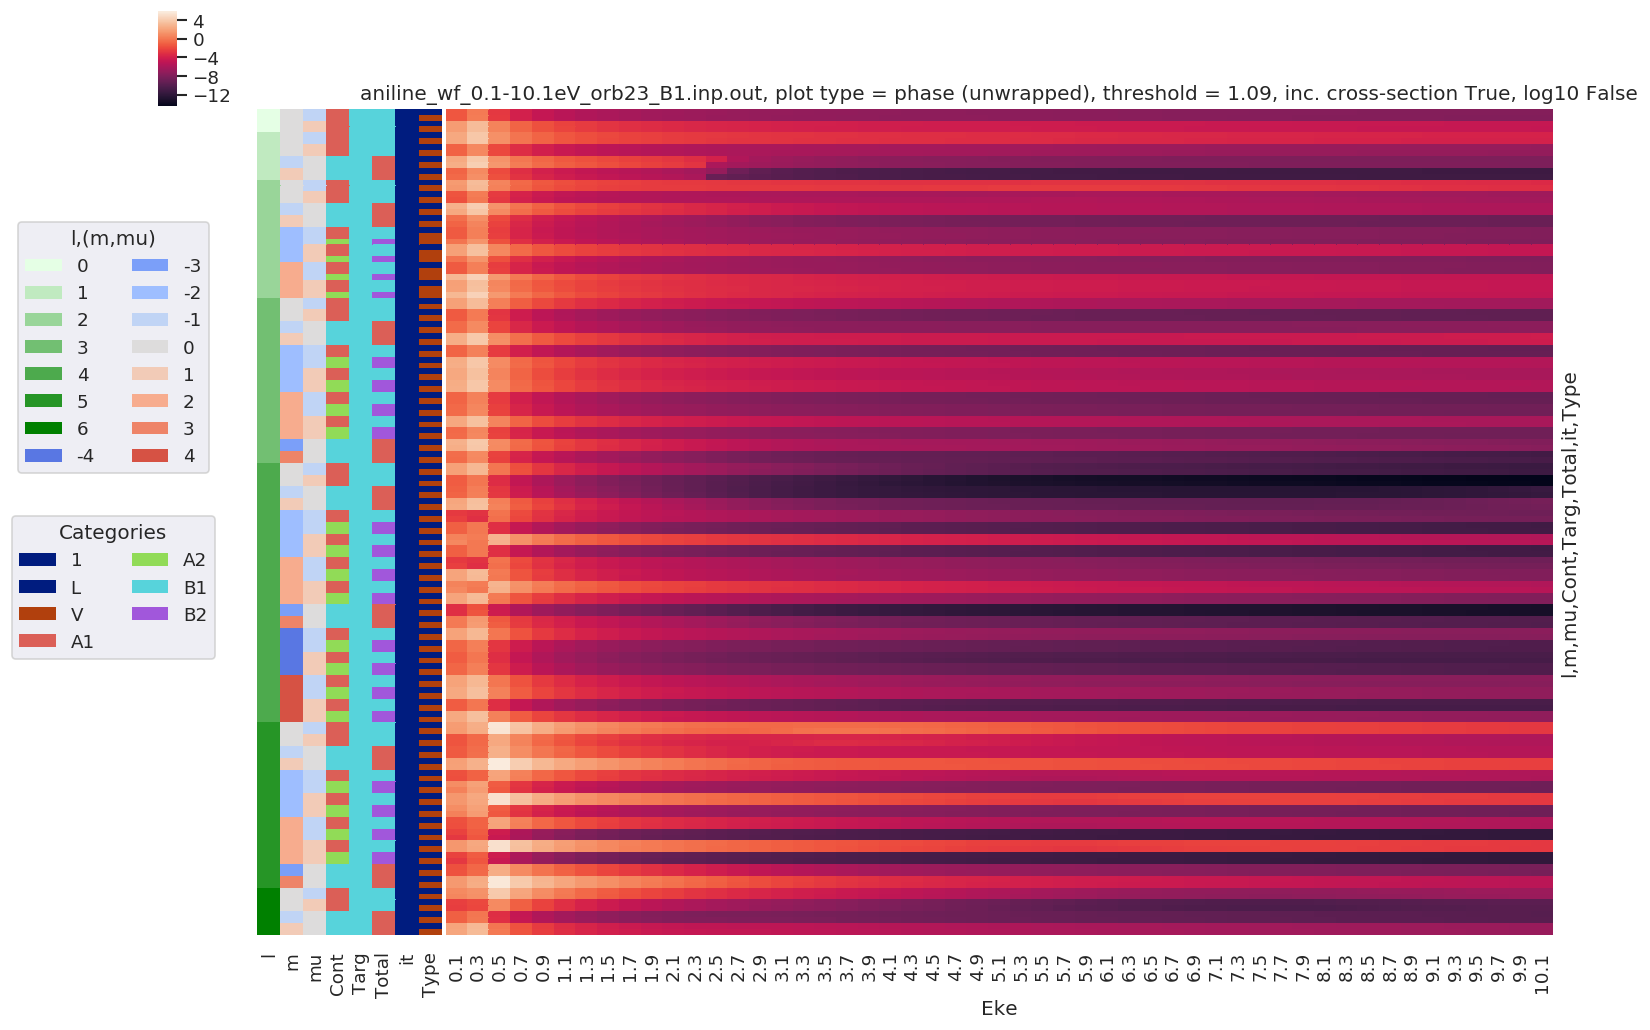 4
0
−4
−8
−12
aniline_wf_0.1-10.1eV_orb23_B1.inp.out, plot type = phase (unwrapped), threshold = 1.09, inc. cross-section True, log10 False
l,(m,mu)
0 -3
1 -2
2 -1
3 0
4 1
5 2
6 3
-4 4
Categories
1 A2
L B1
V B2
A1
l,m,mu,Cont,Targ,Total,it,Type
l m mu Cont Targ Total it Type 0.1 0.3 0.5 0.7 0.9 1.1 1.3 1.5 1.7 1.9 2.1 2.3 2.5 2.7 2.9 3.1 3.3 3.5 3.7 3.9 4.1 4.3 4.5 4.7 4.9 5.1 5.3 5.5 5.7 5.9 6.1 6.3 6.5 6.7 6.9 7.1 7.3 7.5 7.7 7.9 8.1 8.3 8.5 8.7 8.9 9.1 9.3 9.5 9.7 9.9 10.1
Eke